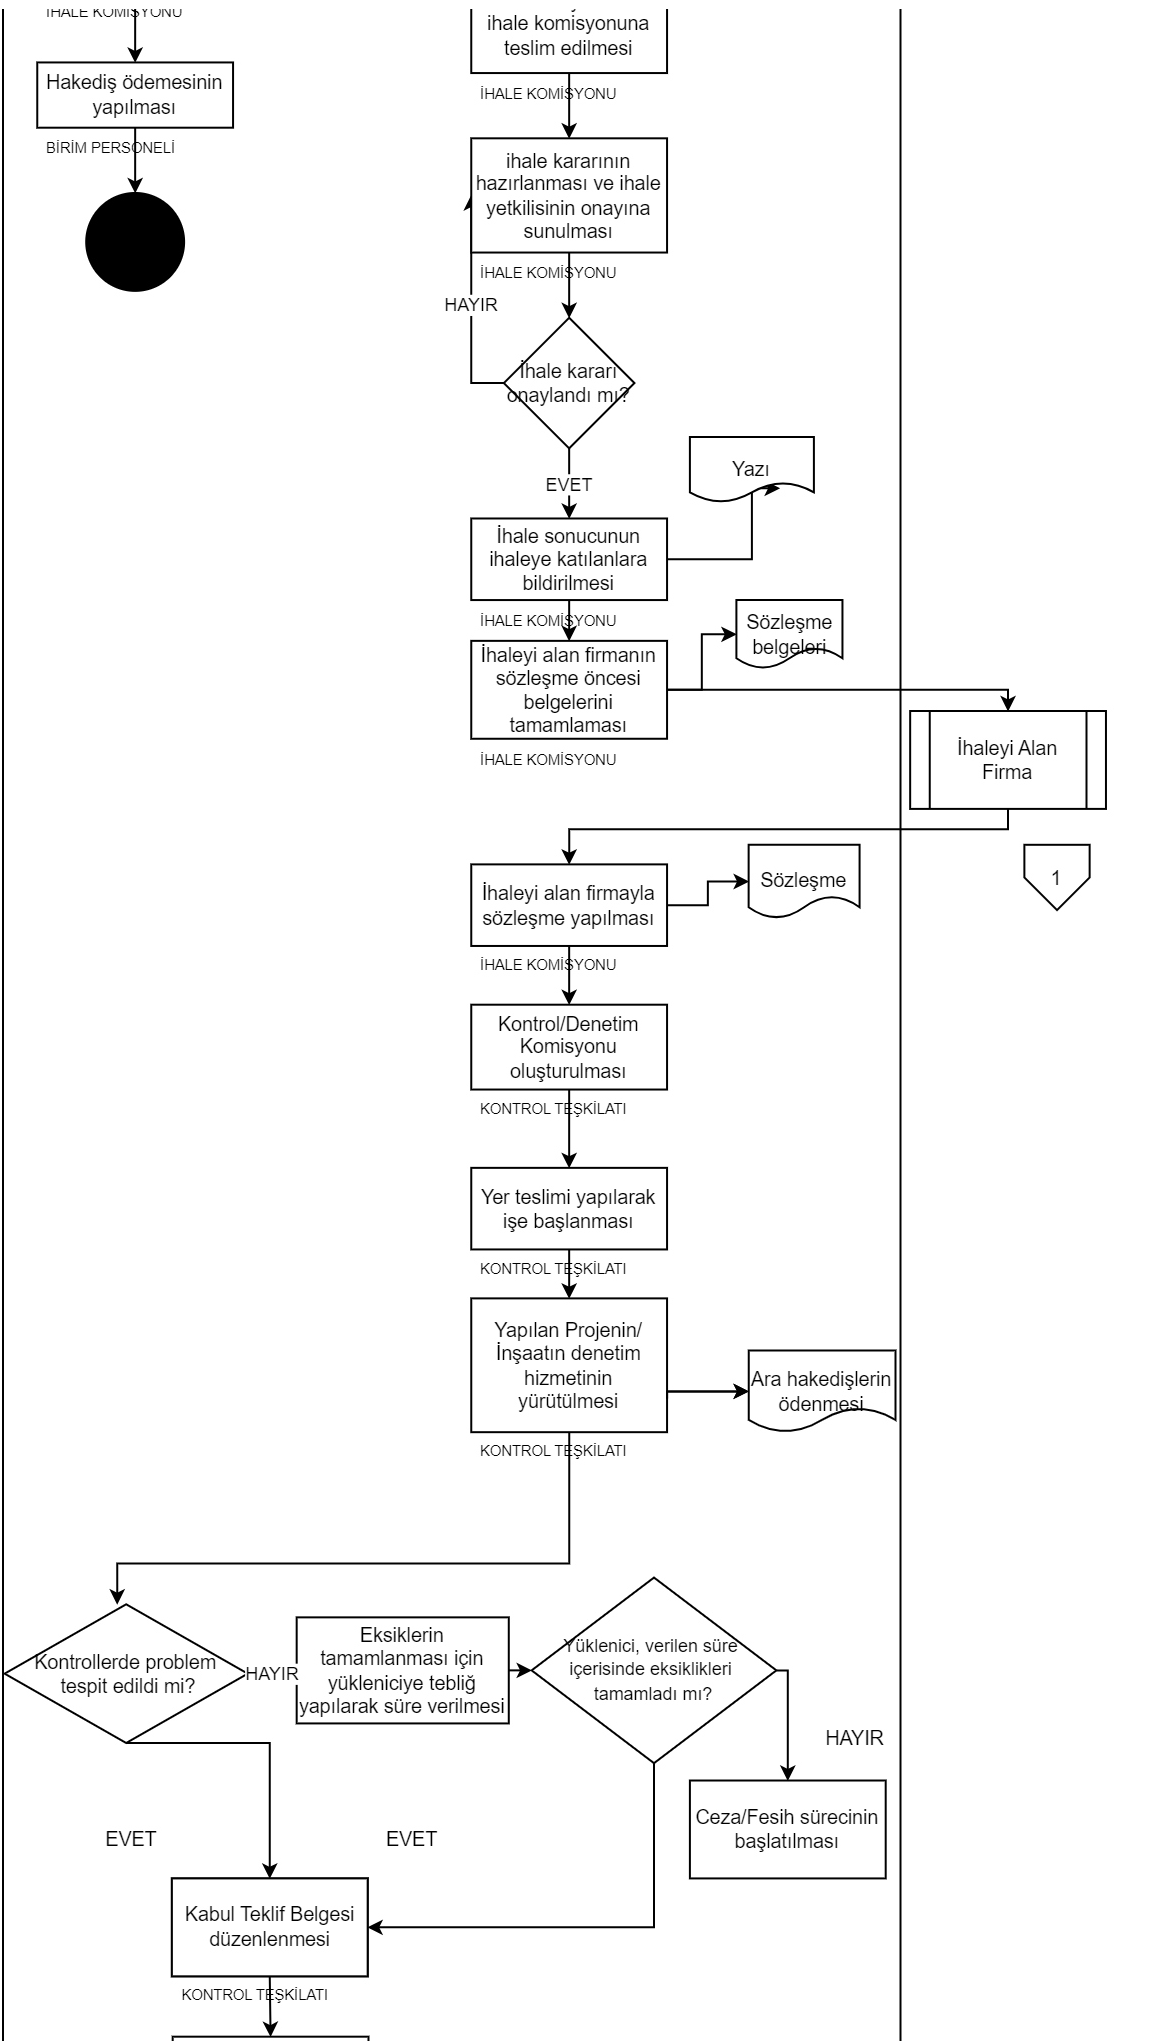 İHALE KOMİSYONU
Hakediş ödemesinin
yapılması
BİRİM PERSONELİ
ihale komisyonuna
teslim edilmesi
İHALE KOMİSYONU
ihale kararının
hazırlanması ve ihale
yetkilisinin onayına
sunulması
İHALE KOMİSYONU
HAYIR
İhale kararı
onaylandı mı?
EVET
Yazı
İhale sonucunun
ihaleye katılanlara
bildirilmesi
İHALE KOMİSYONU
Sözleşme
belgeleri
İhaleyi alan firmanın
sözleşme öncesi
belgelerini
tamamlaması
İHALE KOMİSYONU
İhaleyi Alan
Firma
1
İhaleyi alan firmayla
sözleşme yapılması
Sözleşme
İHALE KOMİSYONU
Kontrol/Denetim
Komisyonu
oluşturulması
KONTROL TEŞKİLATI
Yer teslimi yapılarak
işe başlanması
KONTROL TEŞKİLATI
Yapılan Projenin/
İnşaatın denetim
hizmetinin
yürütülmesi
Ara hakedişlerin
ödenmesi
KONTROL TEŞKİLATI
Kontrollerde problem
tespit edildi mi?
HAYIR
Eksiklerin
tamamlanması için
yükleniciye tebliğ
yapılarak süre verilmesi
Yüklenici, verilen süre
içerisinde eksiklikleri
tamamladı mı?
HAYIR
Ceza/Fesih sürecinin
başlatılması
EVET
EVET
Kabul Teklif Belgesi
düzenlenmesi
KONTROL TEŞKİLATI